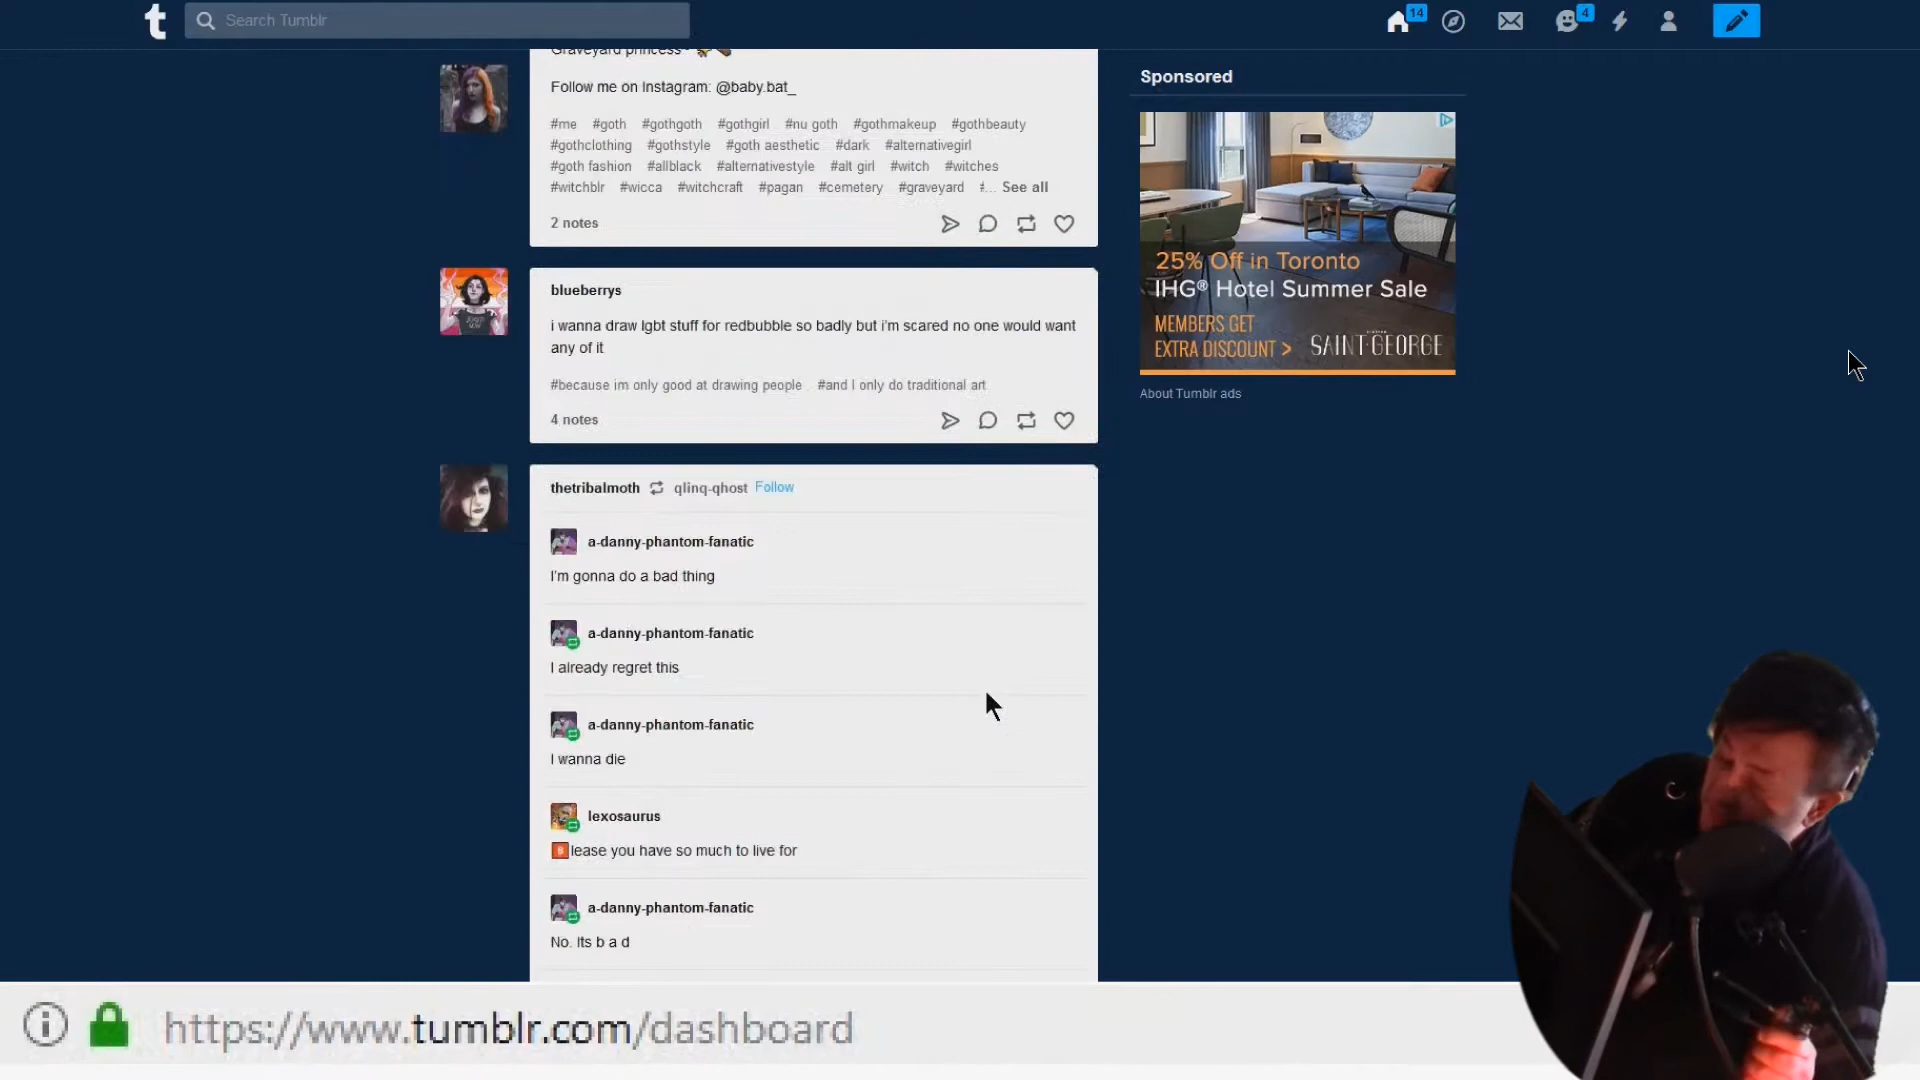 t Search Tumblr 14 4
Graveyard princess
Follow me on Instagram: @baby.bat_
#me #goth #gothgoth #gothgirl #nu goth #gothmakeup #gothbeauty
#gothclothing #gothstyle #goth aesthetic #dark #alternativegirl
#goth fashion #allblack #alternativestyle #alt girl #witch #witches
#witchblr #wicca #witchcraft #pagan #cemetery #graveyard #... See all
2 notes
blueberrys
i wanna draw lgbt stuff for redbubble so badly but i'm scared no one would want
any of it
#because im only good at drawing people #and I only do traditional art
4 notes
thetribalmoth qlinq-qhost Follow
a-danny-phantom-fanatic
I'm gonna do a bad thing
a-danny-phantom-fanatic
I already regret this
a-danny-phantom-fanatic
I wanna die
lexosaurus
lease you have so much to live for
a-danny-phantom-fanatic
No. Its b a d
Sponsored
25% Off in Toronto
IHG® Hotel Summer Sale
MEMBERS GET
EXTRA DISCOUNT >
SAINT-GEORGE
About Tumblr ads
https://www.tumblr.com/dashboard